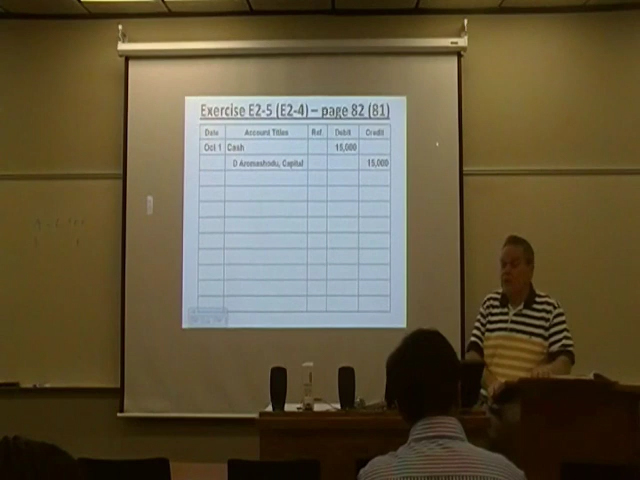 Exercise E2-5 (E2-4) – page 82 (81)
Date Account Titles Ref. Debit Credit
Oct 1 Cash 15,000
D Aromashodu, Capital 15,000